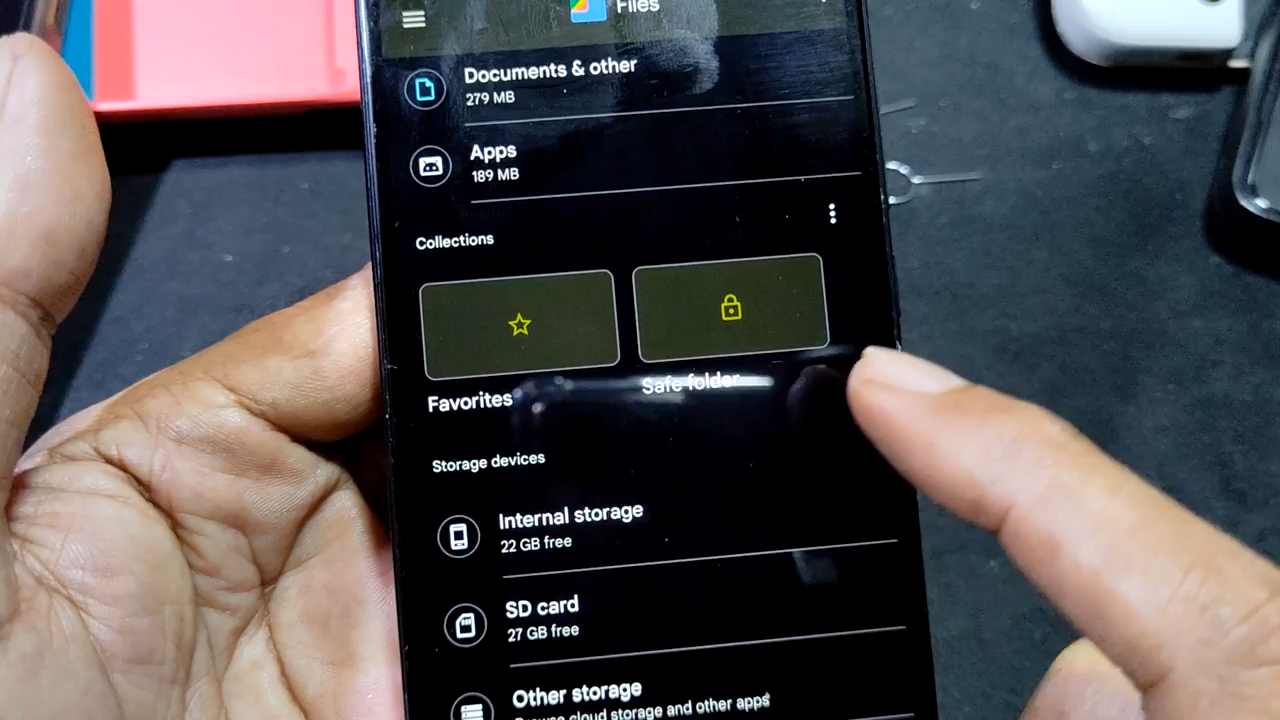 Files
Documents & other
279 MB
Apps
189 MB
Collections
Favorites
Safe folder
Storage devices
Internal storage
22 GB free
SD card
27 GB free
Other storage
Browse cloud storage and other apps